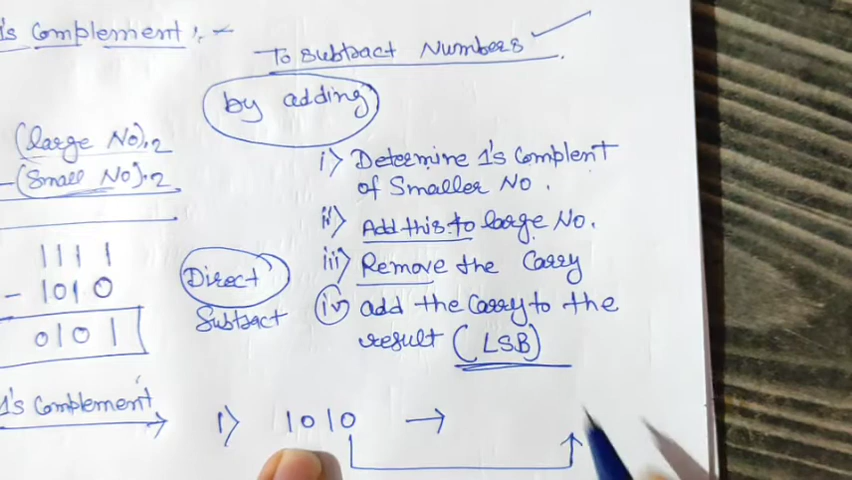 's Complement :-
To subtract Numbers
by adding
(large No).2
-(Small No).2
i) Determine 1's Complent
of Smaller NO.
ii) Add this to large No.
iii) Remove the Carry
iv) add the Carry to the
result (LSB)
1111
- 1010
0101
Direct
Subtract
1's Complement
1) 1010 →